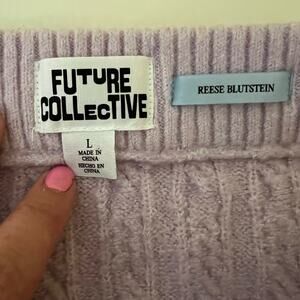 FUTURE
COLLECTIVE
REESE BLUTSTEIN
L
MADE IN
CHINA
HECHO EN
CHINA